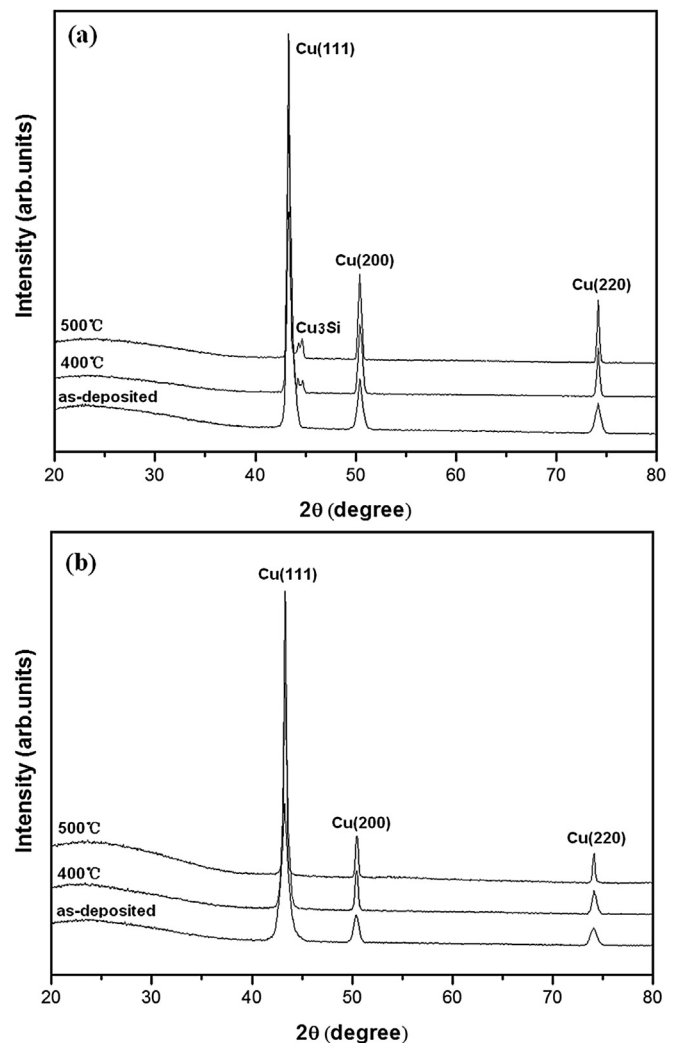 (a)
Cu(111)
Cu(200)
Cu(220)
Cu3Si
500℃
400℃
as-deposited
Intensity (arb.units)
20 30 40 50 60 70 80
2θ (degree)
(b)
Cu(111)
Cu(200)
Cu(220)
500℃
400℃
as-deposited
Intensity (arb.units)
20 30 40 50 60 70 80
2θ (degree)